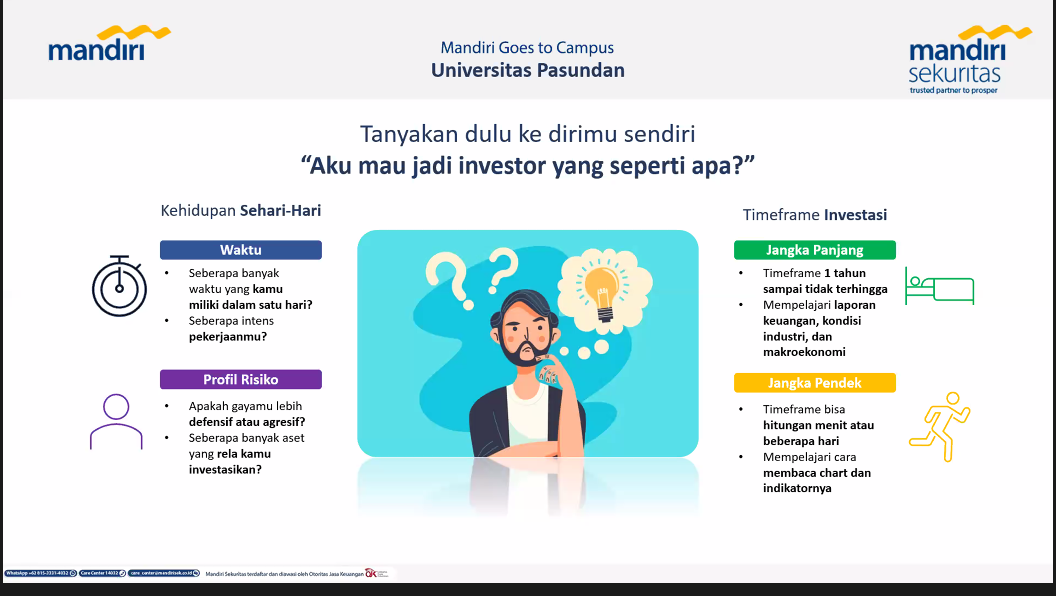 mandiri
Mandiri Goes to Campus
Universitas Pasundan
mandiri
sekuritas
trusted partner to prosper
Tanyakan dulu ke dirimu sendiri
“Aku mau jadi investor yang seperti apa?”
Kehidupan Sehari-Hari
Waktu
• Seberapa banyak
waktu yang kamu
miliki dalam satu hari?
• Seberapa intens
pekerjaanmu?
Profil Risiko
• Apakah gayamu lebih
defensif atau agresif?
• Seberapa banyak aset
yang rela kamu
investasikan?
Timeframe Investasi
Jangka Panjang
• Timeframe 1 tahun
sampai tidak terhingga
• Mempelajari laporan
keuangan, kondisi
industri, dan
makroekonomi
Jangka Pendek
• Timeframe bisa
hitungan menit atau
beberapa hari
• Mempelajari cara
membaca chart dan
indikatornya
WhatsApp +62 815-3331-4032 Care Center 14032 care_center@mandirisek.co.id Mandiri Sekuritas terdaftar dan diawasi oleh Otoritas Jasa Keuangan